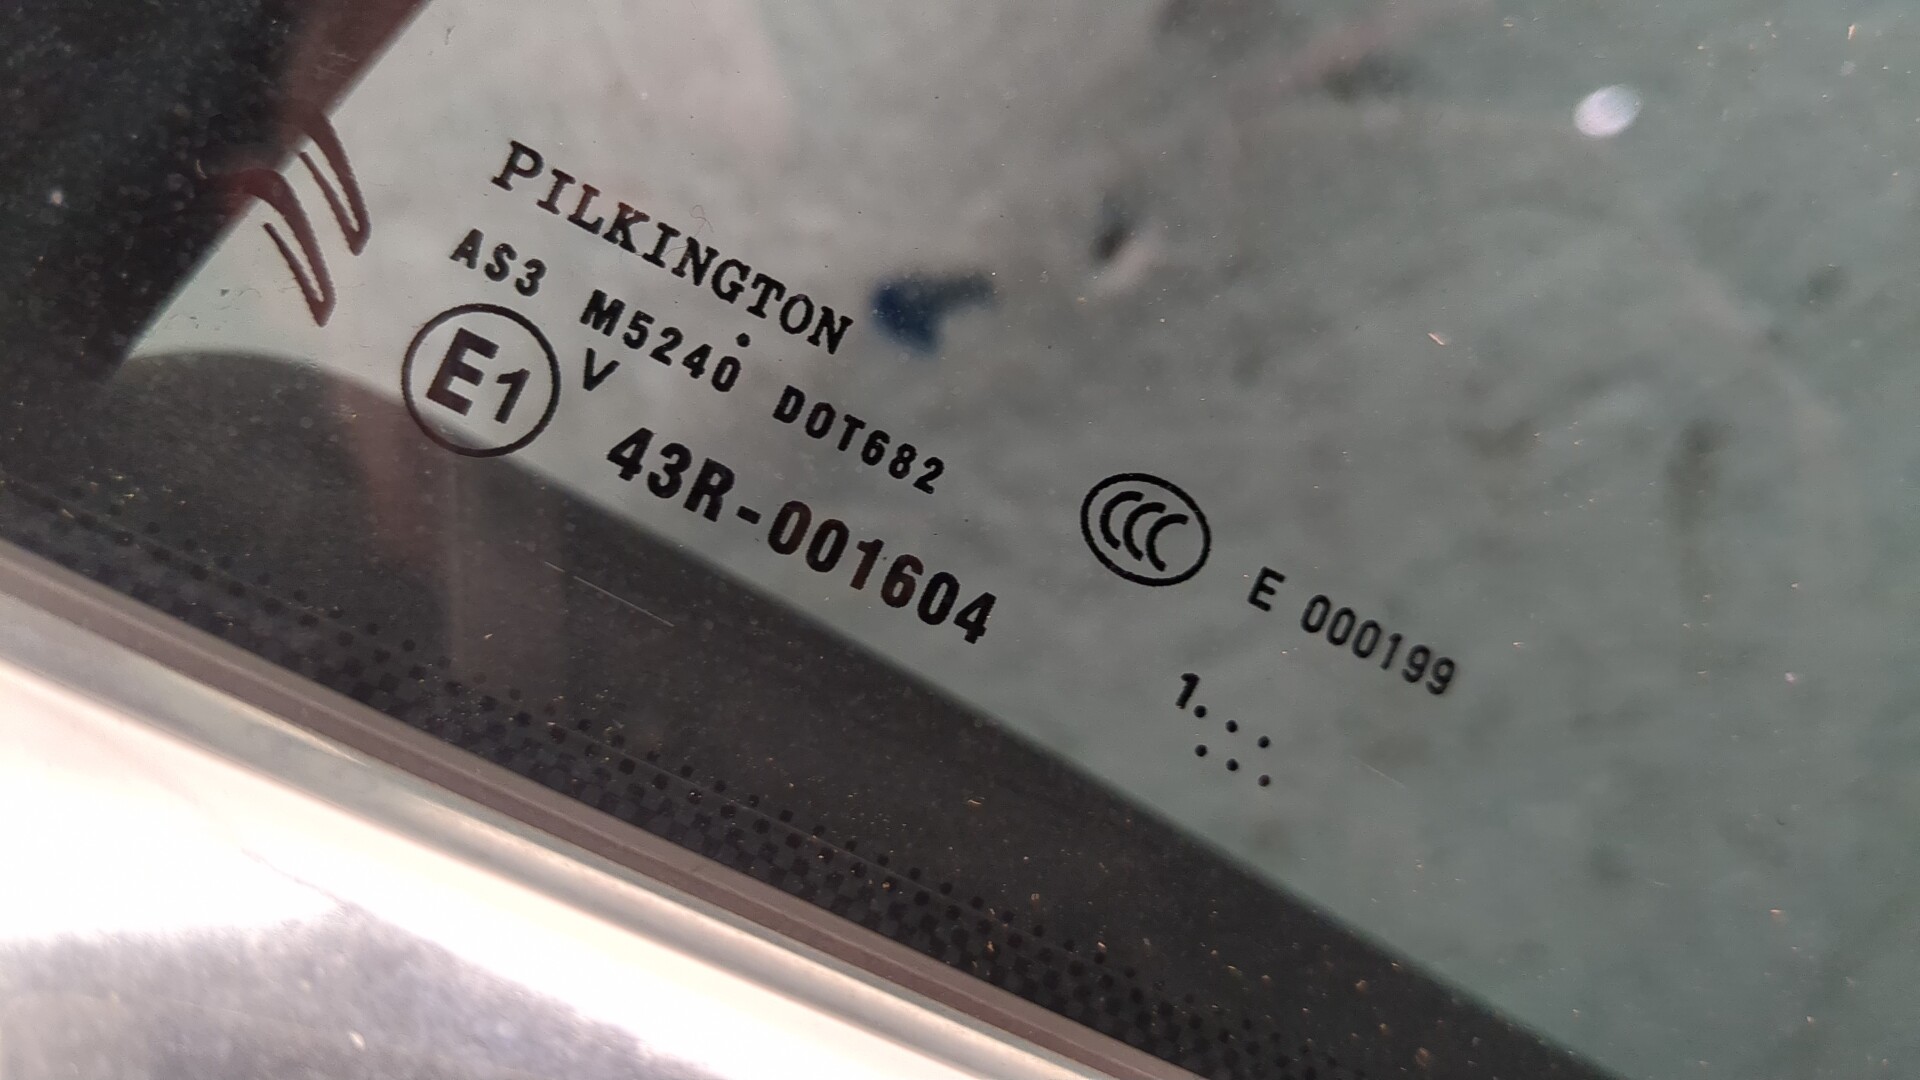 PILKINGTON
AS3 M5240 DOT682
E1 V 43R-001604
CCC E 000199
1